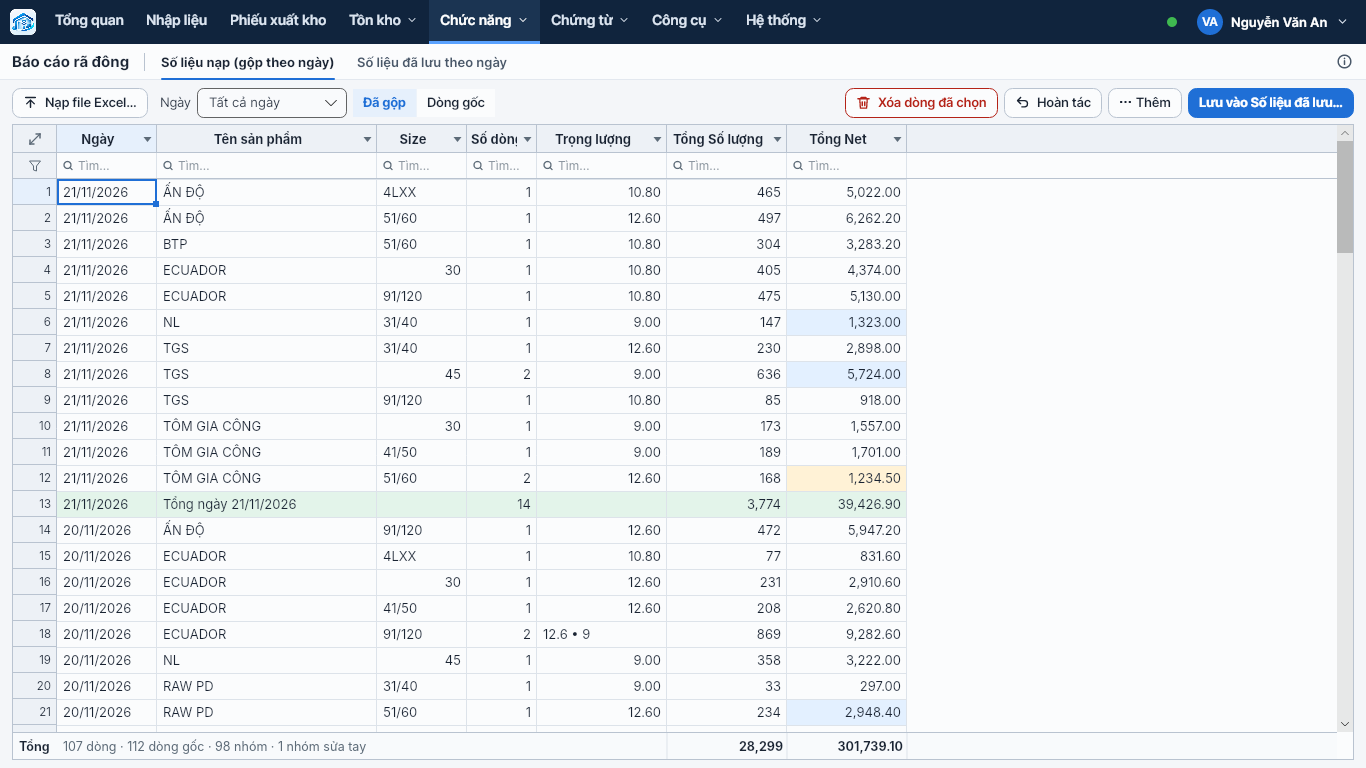 Tổng quan Nhập liệu Phiếu xuất kho Tồn kho Chức năng Chứng từ Công cụ Hệ thống VA Nguyễn Văn An
Báo cáo rã đông Số liệu nạp (gộp theo ngày) Số liệu đã lưu theo ngày
Nạp file Excel... Ngày Tất cả ngày Đã gộp Dòng gốc Xóa dòng đã chọn Hoàn tác Thêm Lưu vào Số liệu đã lưu...
Ngày Tên sản phẩm Size Số dòng Trọng lượng Tổng Số lượng Tổng Net
Tìm... Tìm... Tìm... Tìm... Tìm... Tìm... Tìm...
1 21/11/2026 ẤN ĐỘ 4LXX 1 10.80 465 5,022.00
2 21/11/2026 ẤN ĐỘ 51/60 1 12.60 497 6,262.20
3 21/11/2026 BTP 51/60 1 10.80 304 3,283.20
4 21/11/2026 ECUADOR 30 1 10.80 405 4,374.00
5 21/11/2026 ECUADOR 91/120 1 10.80 475 5,130.00
6 21/11/2026 NL 31/40 1 9.00 147 1,323.00
7 21/11/2026 TGS 31/40 1 12.60 230 2,898.00
8 21/11/2026 TGS 45 2 9.00 636 5,724.00
9 21/11/2026 TGS 91/120 1 10.80 85 918.00
10 21/11/2026 TÔM GIA CÔNG 30 1 9.00 173 1,557.00
11 21/11/2026 TÔM GIA CÔNG 41/50 1 9.00 189 1,701.00
12 21/11/2026 TÔM GIA CÔNG 51/60 2 12.60 168 1,234.50
13 21/11/2026 Tổng ngày 21/11/2026 14 3,774 39,426.90
14 20/11/2026 ẤN ĐỘ 91/120 1 12.60 472 5,947.20
15 20/11/2026 ECUADOR 4LXX 1 10.80 77 831.60
16 20/11/2026 ECUADOR 30 1 12.60 231 2,910.60
17 20/11/2026 ECUADOR 41/50 1 12.60 208 2,620.80
18 20/11/2026 ECUADOR 91/120 2 12.6 • 9 869 9,282.60
19 20/11/2026 NL 45 1 9.00 358 3,222.00
20 20/11/2026 RAW PD 31/40 1 9.00 33 297.00
21 20/11/2026 RAW PD 51/60 1 12.60 234 2,948.40
Tổng 107 dòng · 112 dòng gốc · 98 nhóm · 1 nhóm sửa tay 28,299 301,739.10